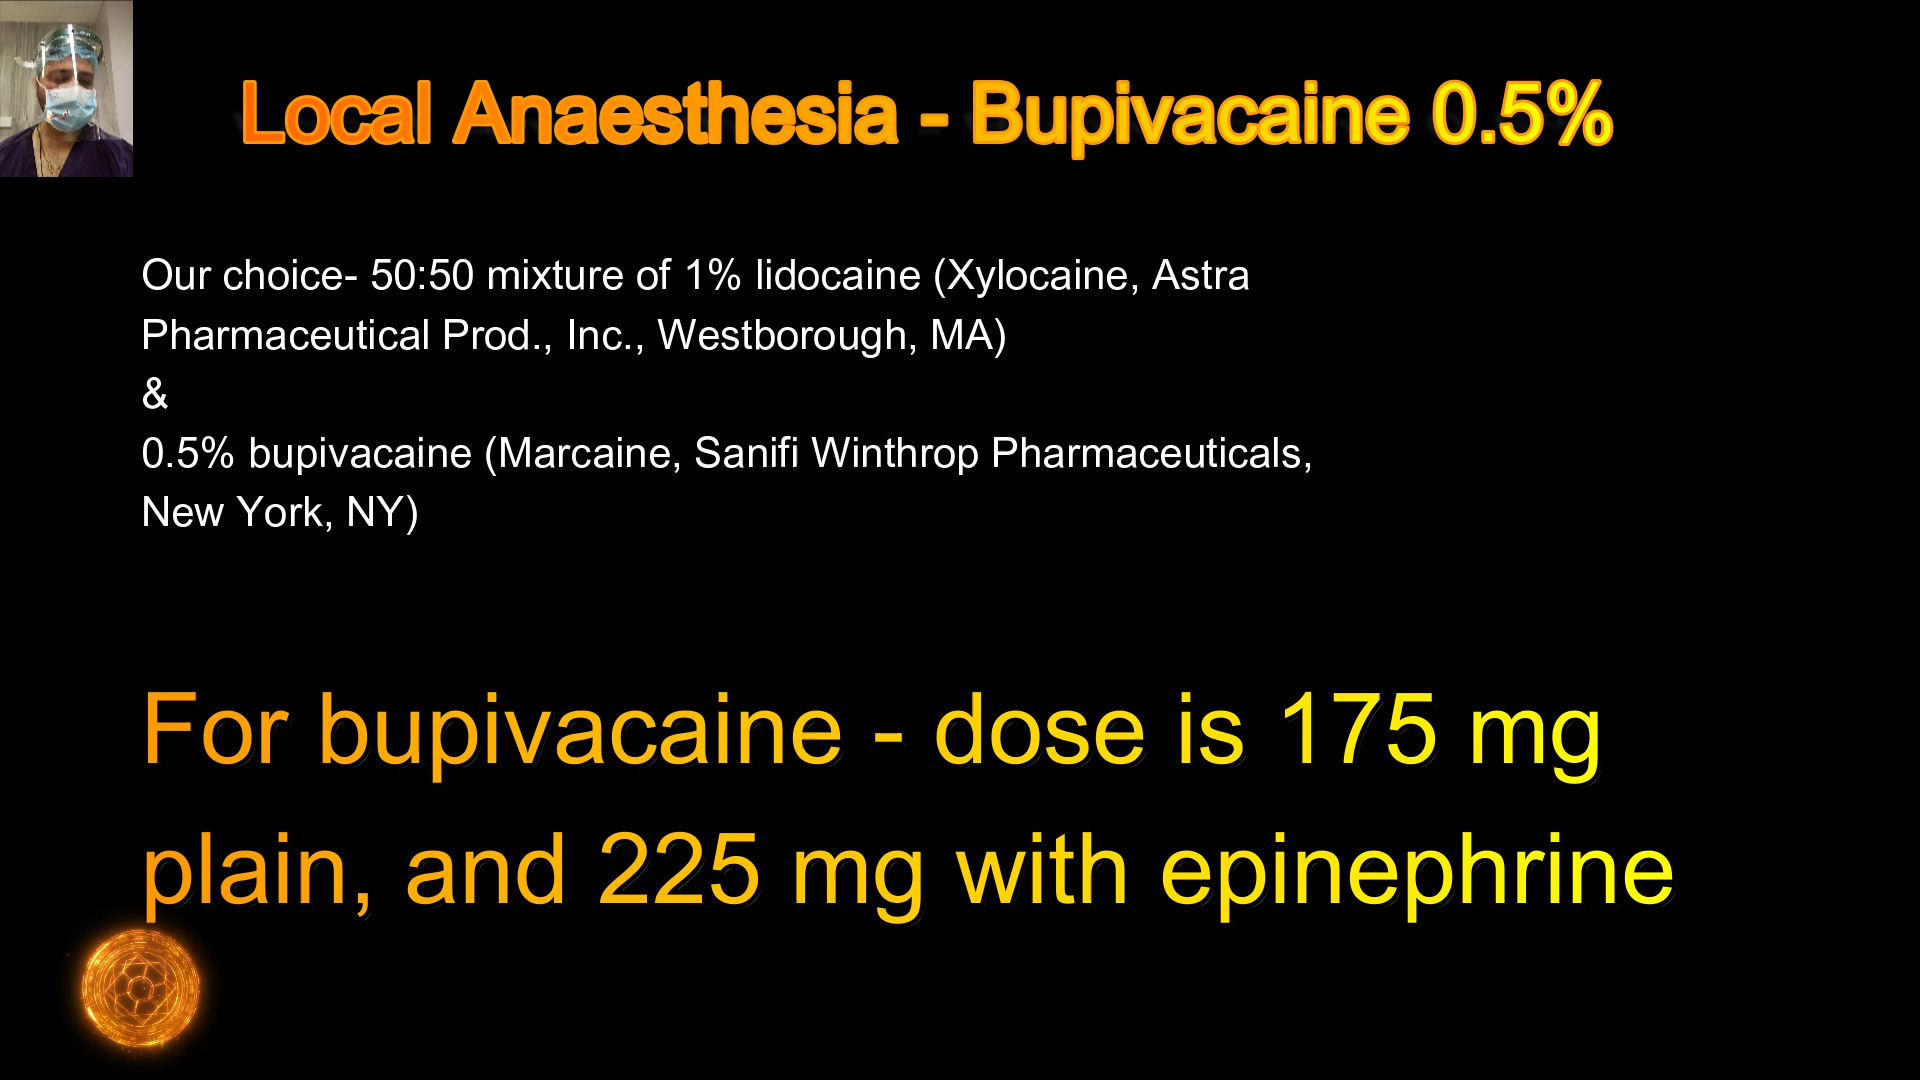 Local Anaesthesia - Bupivacaine 0.5%
Our choice- 50:50 mixture of 1% lidocaine (Xylocaine, Astra
Pharmaceutical Prod., Inc., Westborough, MA)
&
0.5% bupivacaine (Marcaine, Sanifi Winthrop Pharmaceuticals,
New York, NY)
For bupivacaine - dose is 175 mg
plain, and 225 mg with epinephrine